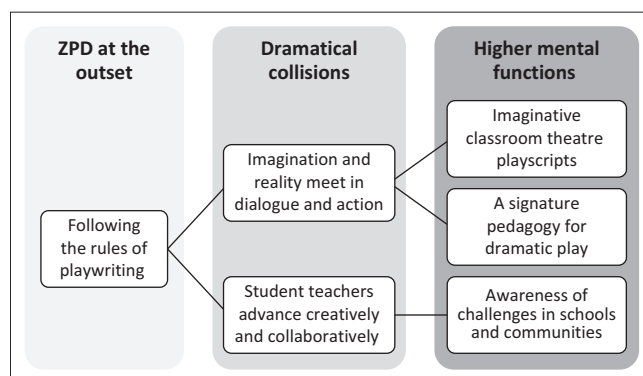 ZPD at the
outset
Dramatical
collisions
Higher mental
functions
Following
the rules of
playwriting
Imagination and
reality meet in
dialogue and action
Student teachers
advance creatively
and collaboratively
Imaginative
classroom theatre
playscripts
A signature
pedagogy for
dramatic play
Awareness of
challenges in schools
and communities